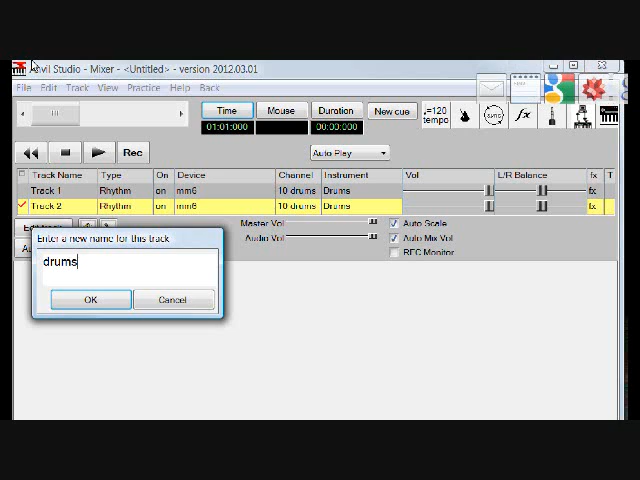 Anvil Studio - Mixer - <Untitled> - version 2012.03.01
File Edit Track View Practice Help Back
Time Mouse Duration New cue =120
01:01:000 00:00:000 tempo SYNC fx
Rec Auto Play
Track Name Type On Device Channel Instrument Vol L/R Balance fx T
Track 1 Rhythm on mm6 10 drums Drums fx
Track 2 Rhythm on mm6 10 drums Drums fx
Master Vol Auto Scale
Audio Vol Auto Mix Vol
REC Monitor
Enter a new name for this track
drums
OK Cancel